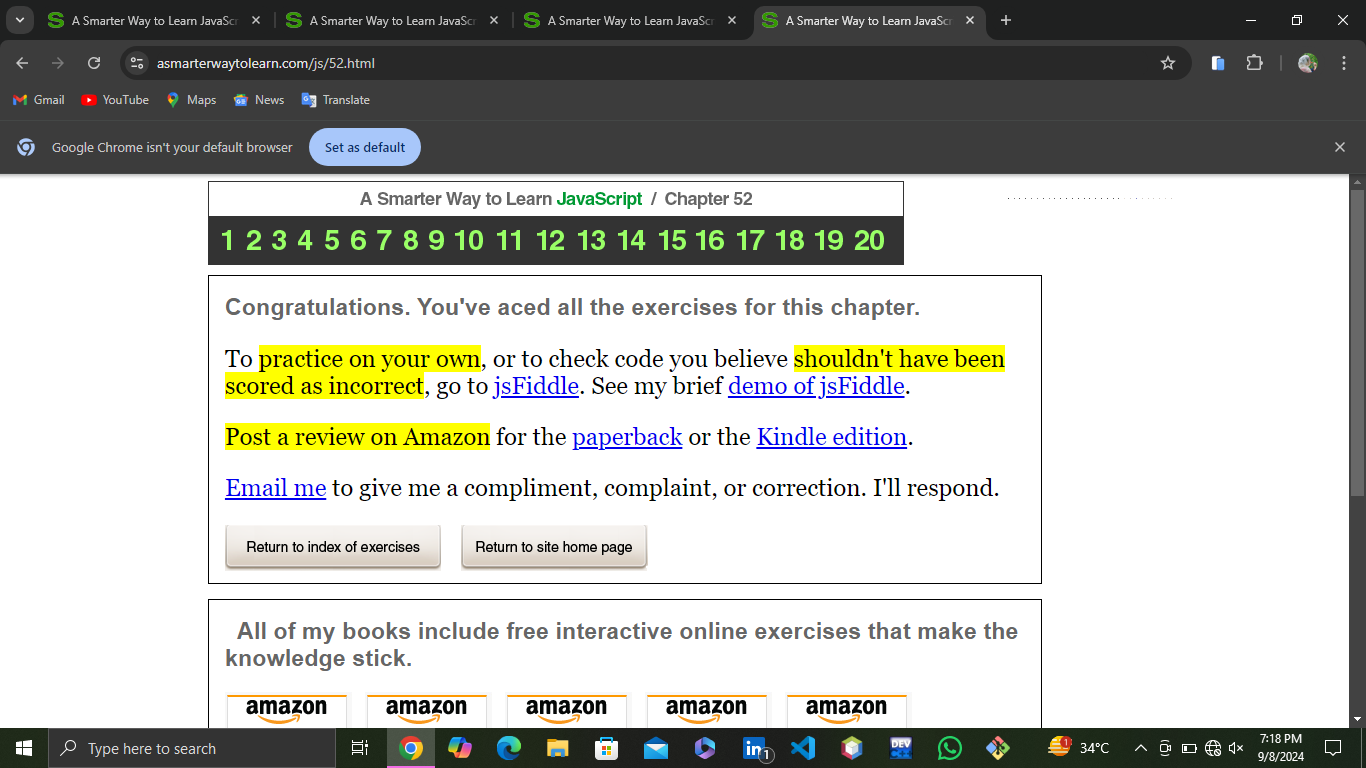 A Smarter Way to Learn JavaScr
A Smarter Way to Learn JavaScr
A Smarter Way to Learn JavaScr
A Smarter Way to Learn JavaScr
asmarterwaytolearn.com/js/52.html
Gmail YouTube Maps News Translate
Google Chrome isn't your default browser Set as default
A Smarter Way to Learn JavaScript / Chapter 52
1 2 3 4 5 6 7 8 9 10 11 12 13 14 15 16 17 18 19 20
Congratulations. You've aced all the exercises for this chapter.
To practice on your own, or to check code you believe shouldn't have been
scored as incorrect, go to jsFiddle. See my brief demo of jsFiddle.
Post a review on Amazon for the paperback or the Kindle edition.
Email me to give me a compliment, complaint, or correction. I'll respond.
Return to index of exercises Return to site home page
All of my books include free interactive online exercises that make the
knowledge stick.
amazon amazon amazon amazon amazon
Type here to search
DEV
1
1
34°C
7:18 PM
9/8/2024